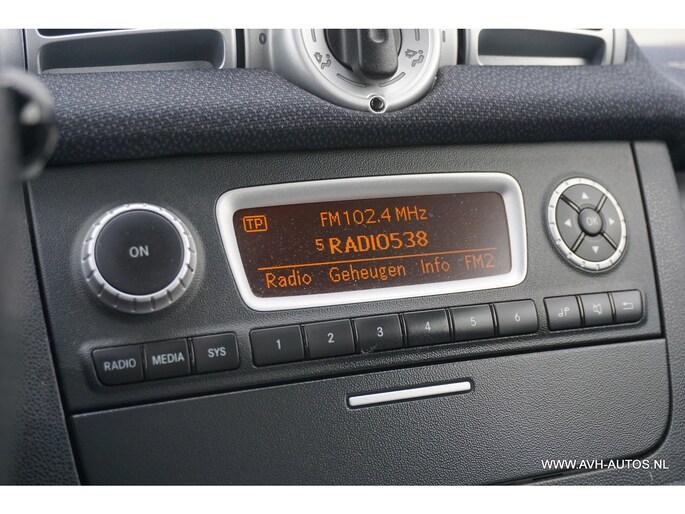 TP
FM102.4 MHz
5 RADIO538
Radio Geheugen Info FM2
ON
OK
RADIO MEDIA SYS
1 2 3 4 5 6
WWW.AVH-AUTOS.NL